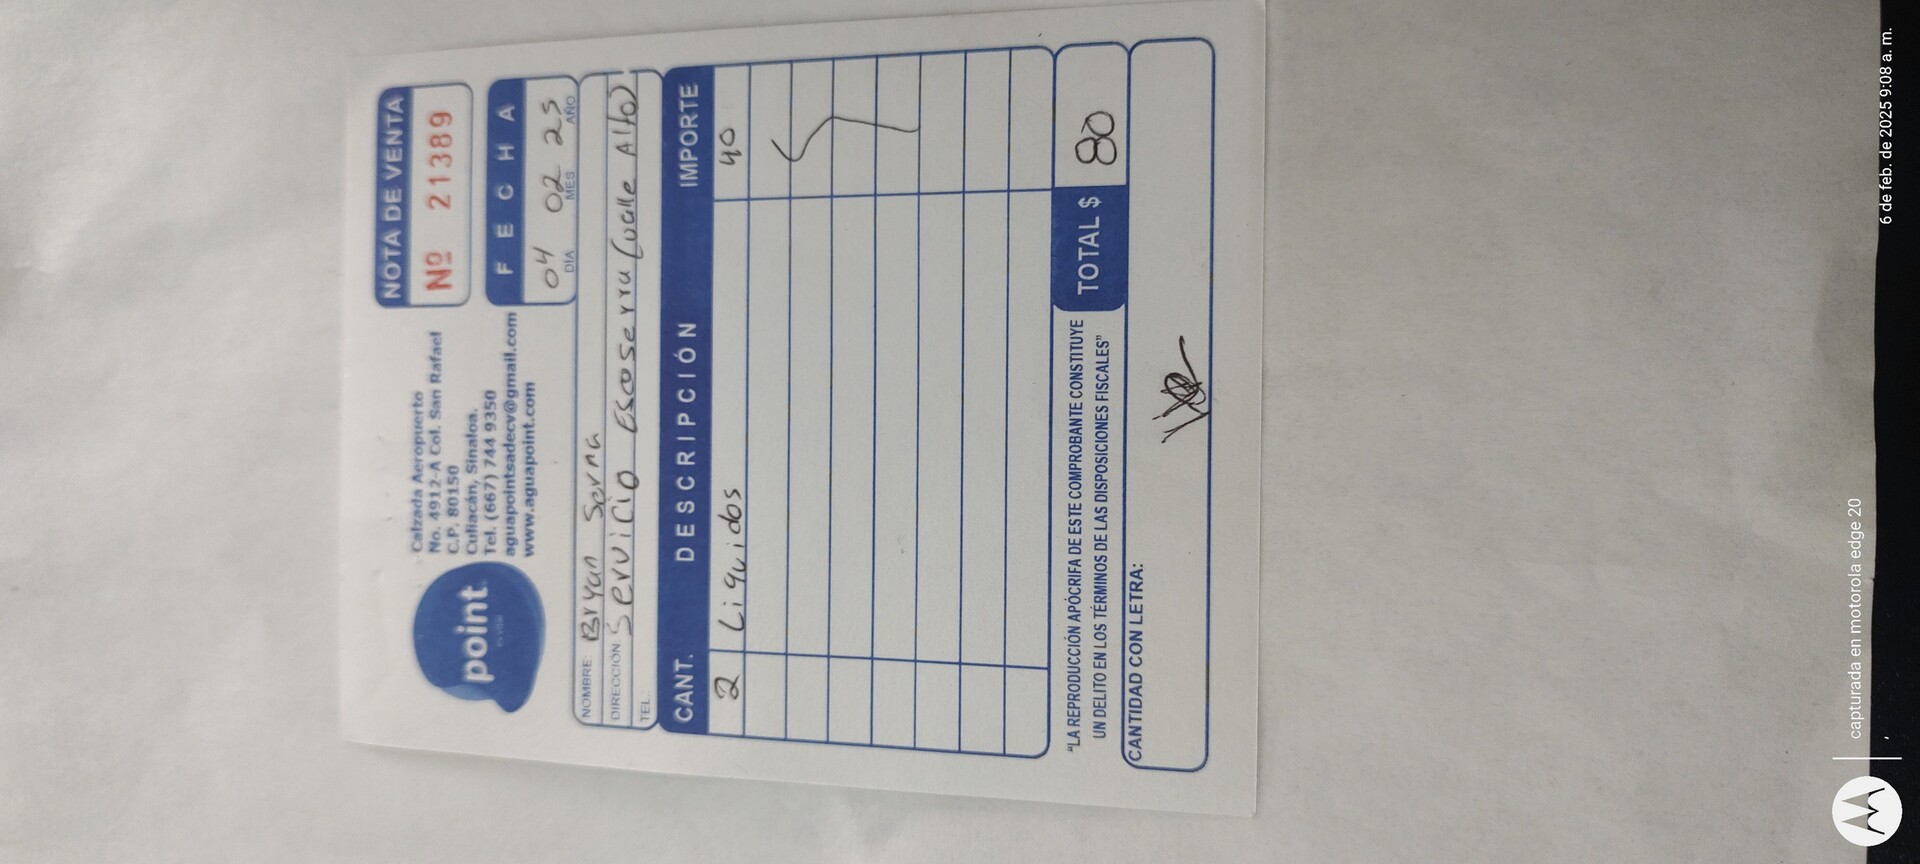 point
es vida
Calzada Aeropuerto
No. 4912-A Col. San Rafael
C.P. 80150
Culiacán, Sinaloa.
Tel. (667) 744 9350
aguapointsadecv@gmail.com
www.aguapoint.com
NOTA DE VENTA
Nº 21389
FECHA
04 02 25
DÍA MES AÑO
NOMBRE: Bryan Serna
DIRECCIÓN: Servicio Escoserra (Valle Alto)
TEL.:
CANT. DESCRIPCIÓN IMPORTE
2 Liquidos 40
"LA REPRODUCCIÓN APÓCRIFA DE ESTE COMPROBANTE CONSTITUYE
UN DELITO EN LOS TÉRMINOS DE LAS DISPOSICIONES FISCALES"
TOTAL $ 80
CANTIDAD CON LETRA:
capturada en motorola edge 20
6 de feb. de 2025 9:08 a. m.